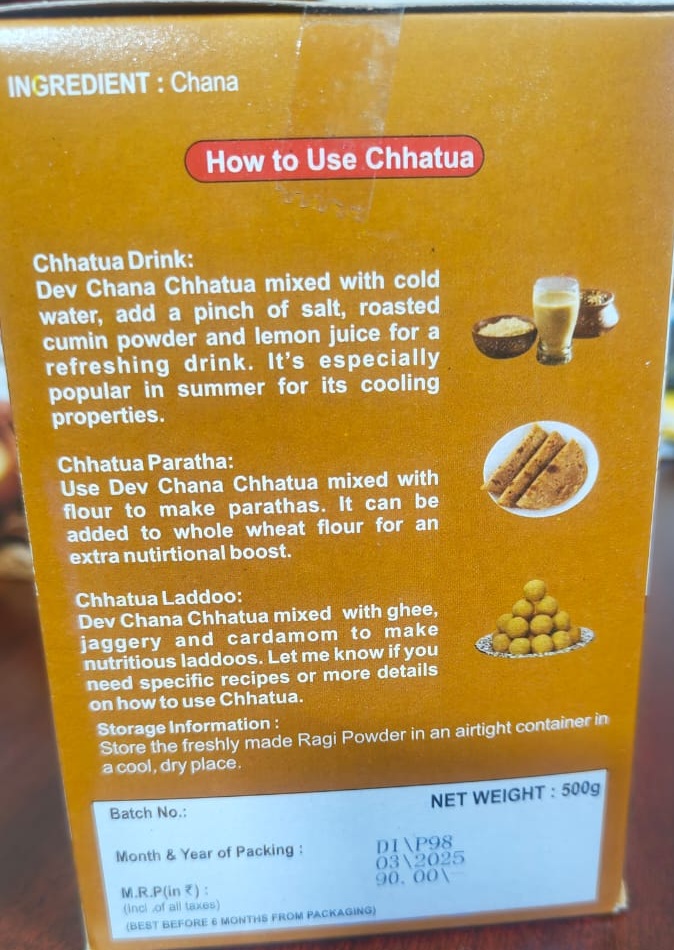 INGREDIENT : Chana
How to Use Chhatua
Chhatua Drink:
Dev Chana Chhatua mixed with cold
water, add a pinch of salt, roasted
cumin powder and lemon juice for a
refreshing drink. It's especially
popular in summer for its cooling
properties.
Chhatua Paratha:
Use Dev Chana Chhatua mixed with
flour to make parathas. It can be
added to whole wheat flour for an
extra nutirtional boost.
Chhatua Laddoo:
Dev Chana Chhatua mixed with ghee,
jaggery and cardamom to make
nutritious laddoos. Let me know if you
need specific recipes or more details
on how to use Chhatua.
Storage Information :
Store the freshly made Ragi Powder in an airtight container in
a cool, dry place.
NET WEIGHT : 500g
Batch No.: DI\P98
Month & Year of Packing : 03\2025
M.R.P(in ₹) : 90. 00\
(incl .of all taxes)
(BEST BEFORE 6 MONTHS FROM PACKAGING)